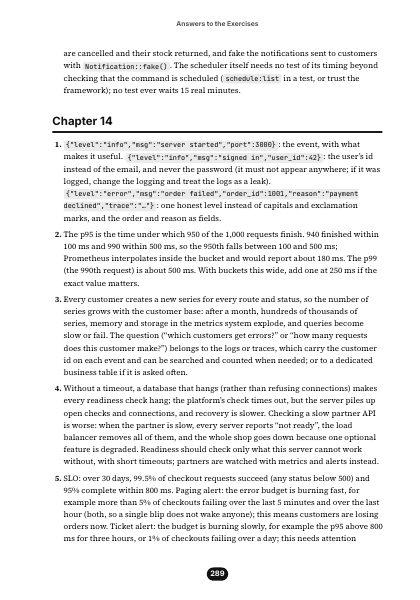 Answers to the Exercises
are cancelled and their stock returned, and fake the notifications sent to customers
with Notification::fake(). The scheduler itself needs no test of its timing beyond
checking that the command is scheduled (schedule:list in a test, or trust the
framework); no test ever waits 15 real minutes.
Chapter 14
1. {"level":"info","msg":"server started","port":3000}: the event, with what
makes it useful. {"level":"info","msg":"signed in","user_id":42}: the user's id
instead of the email, and never the password (it must not appear anywhere; if it was
logged, change the logging and treat the logs as a leak).
{"level":"error","msg":"order failed","order_id":1001,"reason":"payment
declined","trace":"…"}: one honest level instead of capitals and exclamation
marks, and the order and reason as fields.
2. The p95 is the time under which 950 of the 1,000 requests finish. 940 finished within
100 ms and 990 within 500 ms, so the 950th falls between 100 and 500 ms;
Prometheus interpolates inside the bucket and would report about 180 ms. The p99
(the 990th request) is about 500 ms. With buckets this wide, add one at 250 ms if the
exact value matters.
3. Every customer creates a new series for every route and status, so the number of
series grows with the customer base: after a month, hundreds of thousands of
series, memory and storage in the metrics system explode, and queries become
slow or fail. The question ("which customers get errors?" or "how many requests
does this customer make?") belongs to the logs or traces, which carry the customer
id on each event and can be searched and counted when needed; or to a dedicated
business table if it is asked often.
4. Without a timeout, a database that hangs (rather than refusing connections) makes
every readiness check hang; the platform's check times out, but the server piles up
open checks and connections, and recovery is slower. Checking a slow partner API
is worse: when the partner is slow, every server reports "not ready", the load
balancer removes all of them, and the whole shop goes down because one optional
feature is degraded. Readiness should check only what this server cannot work
without, with short timeouts; partners are watched with metrics and alerts instead.
5. SLO: over 30 days, 99.5% of checkout requests succeed (any status below 500) and
95% complete within 800 ms. Paging alert: the error budget is burning fast, for
example more than 5% of checkouts failing over the last 5 minutes and over the last
hour (both, so a single blip does not wake anyone); this means customers are losing
orders now. Ticket alert: the budget is burning slowly, for example the p95 above 800
ms for three hours, or 1% of checkouts failing over a day; this needs attention
289